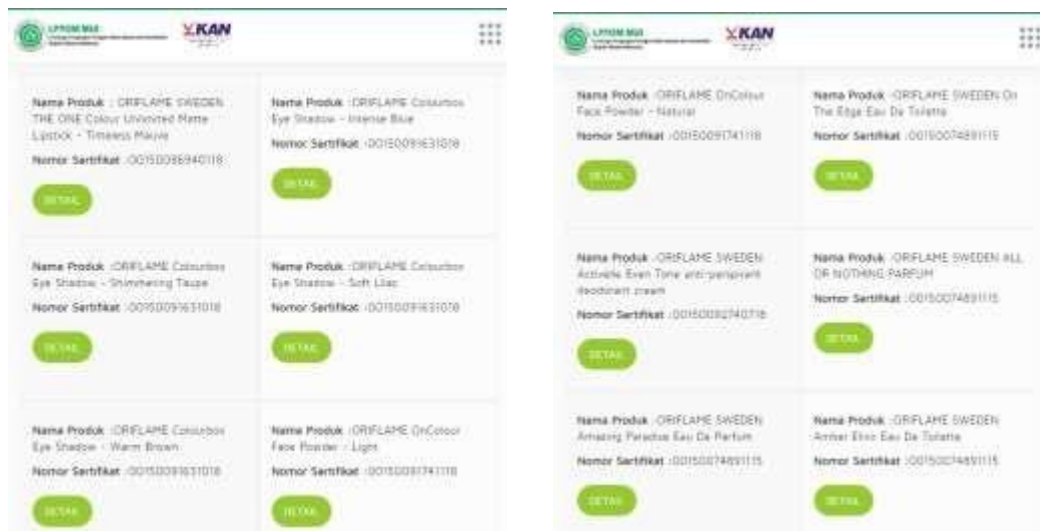 LPPOM MUI
KAN
Nama Produk : ORIFLAME SWEDEN
THE ONE Colour Unlimited Matte
Lipstick - Timeless Mauve
Nomor Sertifikat :00150086940118
DETAIL
Nama Produk :ORIFLAME Colourbox
Eye Shadow - Intense Blue
Nomor Sertifikat :00150091631018
DETAIL
Nama Produk :ORIFLAME Colourbox
Eye Shadow - Shimmering Taupe
Nomor Sertifikat :00150091631018
DETAIL
Nama Produk :ORIFLAME Colourbox
Eye Shadow - Soft Lilac
Nomor Sertifikat :00150091631018
DETAIL
Nama Produk :ORIFLAME Colourbox
Eye Shadow - Warm Brown
Nomor Sertifikat :00150091631018
DETAIL
Nama Produk :ORIFLAME OnColour
Face Powder - Light
Nomor Sertifikat :00150091741118
DETAIL
LPPOM MUI
KAN
Nama Produk :ORIFLAME OnColour
Face Powder - Natural
Nomor Sertifikat :00150091741118
DETAIL
Nama Produk :ORIFLAME SWEDEN On
The Edge Eau De Toilette
Nomor Sertifikat :00150074891115
DETAIL
Nama Produk :ORIFLAME SWEDEN
Activelle Even Tone anti-perspirant
deodorant cream
Nomor Sertifikat :00150092740718
DETAIL
Nama Produk :ORIFLAME SWEDEN ALL
OR NOTHING PARFUM
Nomor Sertifikat :00150074891115
DETAIL
Nama Produk :ORIFLAME SWEDEN
Amazing Paradise Eau De Parfum
Nomor Sertifikat :00150074891115
DETAIL
Nama Produk :ORIFLAME SWEDEN
Amber Elixir Eau De Toilette
Nomor Sertifikat :00150074891115
DETAIL